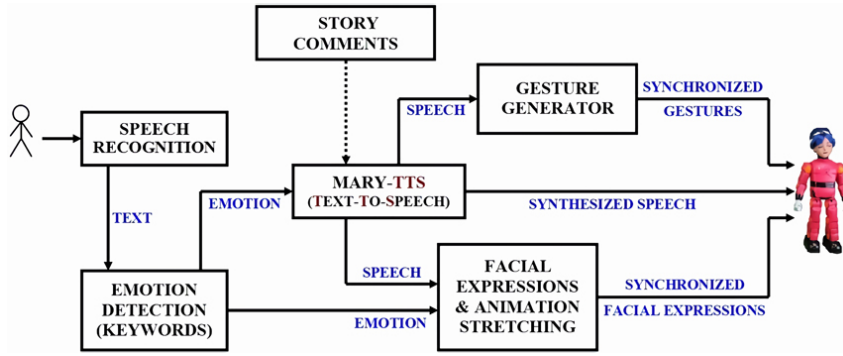 STORY
COMMENTS
SPEECH
RECOGNITION
TEXT
EMOTION
DETECTION
(KEYWORDS)
EMOTION
MARY-TTS
(TEXT-TO-SPEECH)
SPEECH
GESTURE
GENERATOR
SYNCHRONIZED
GESTURES
SYNTHESIZED SPEECH
SPEECH
EMOTION
FACIAL
EXPRESSIONS
& ANIMATION
STRETCHING
SYNCHRONIZED
FACIAL EXPRESSIONS